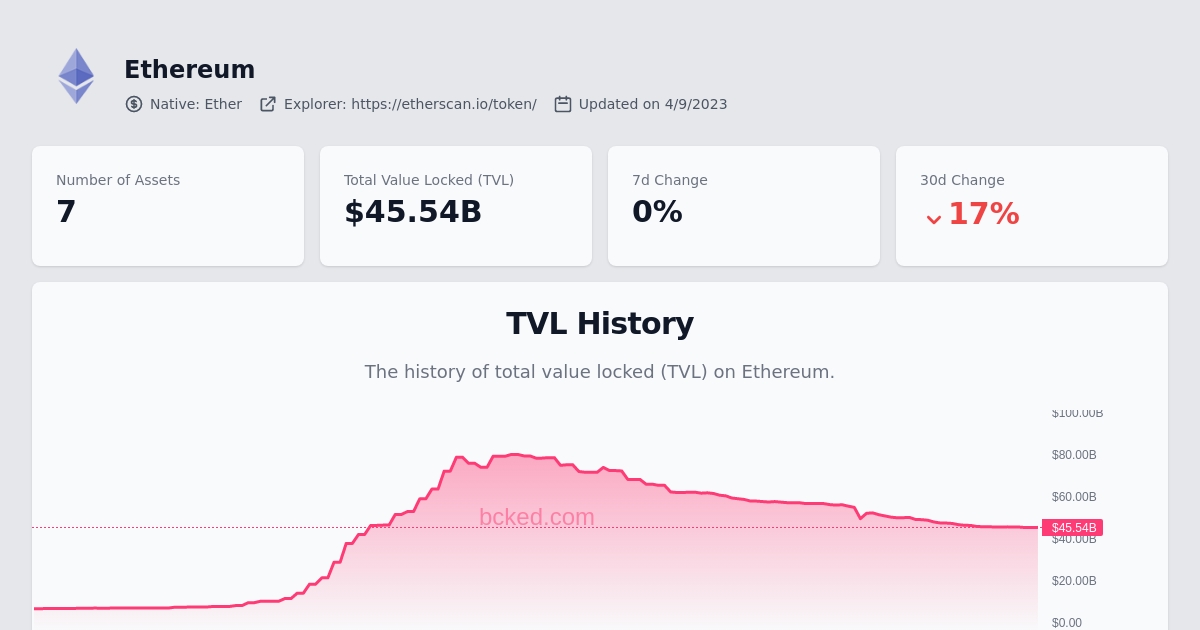 Ethereum
Native: Ether Explorer: https://etherscan.io/token/ Updated on 4/9/2023
Number of Assets
7
Total Value Locked (TVL)
$45.54B
7d Change
0%
30d Change
17%
TVL History
The history of total value locked (TVL) on Ethereum.
$100.00B
$80.00B
$60.00B
bcked.com
$45.54B
$40.00B
$20.00B
$0.00